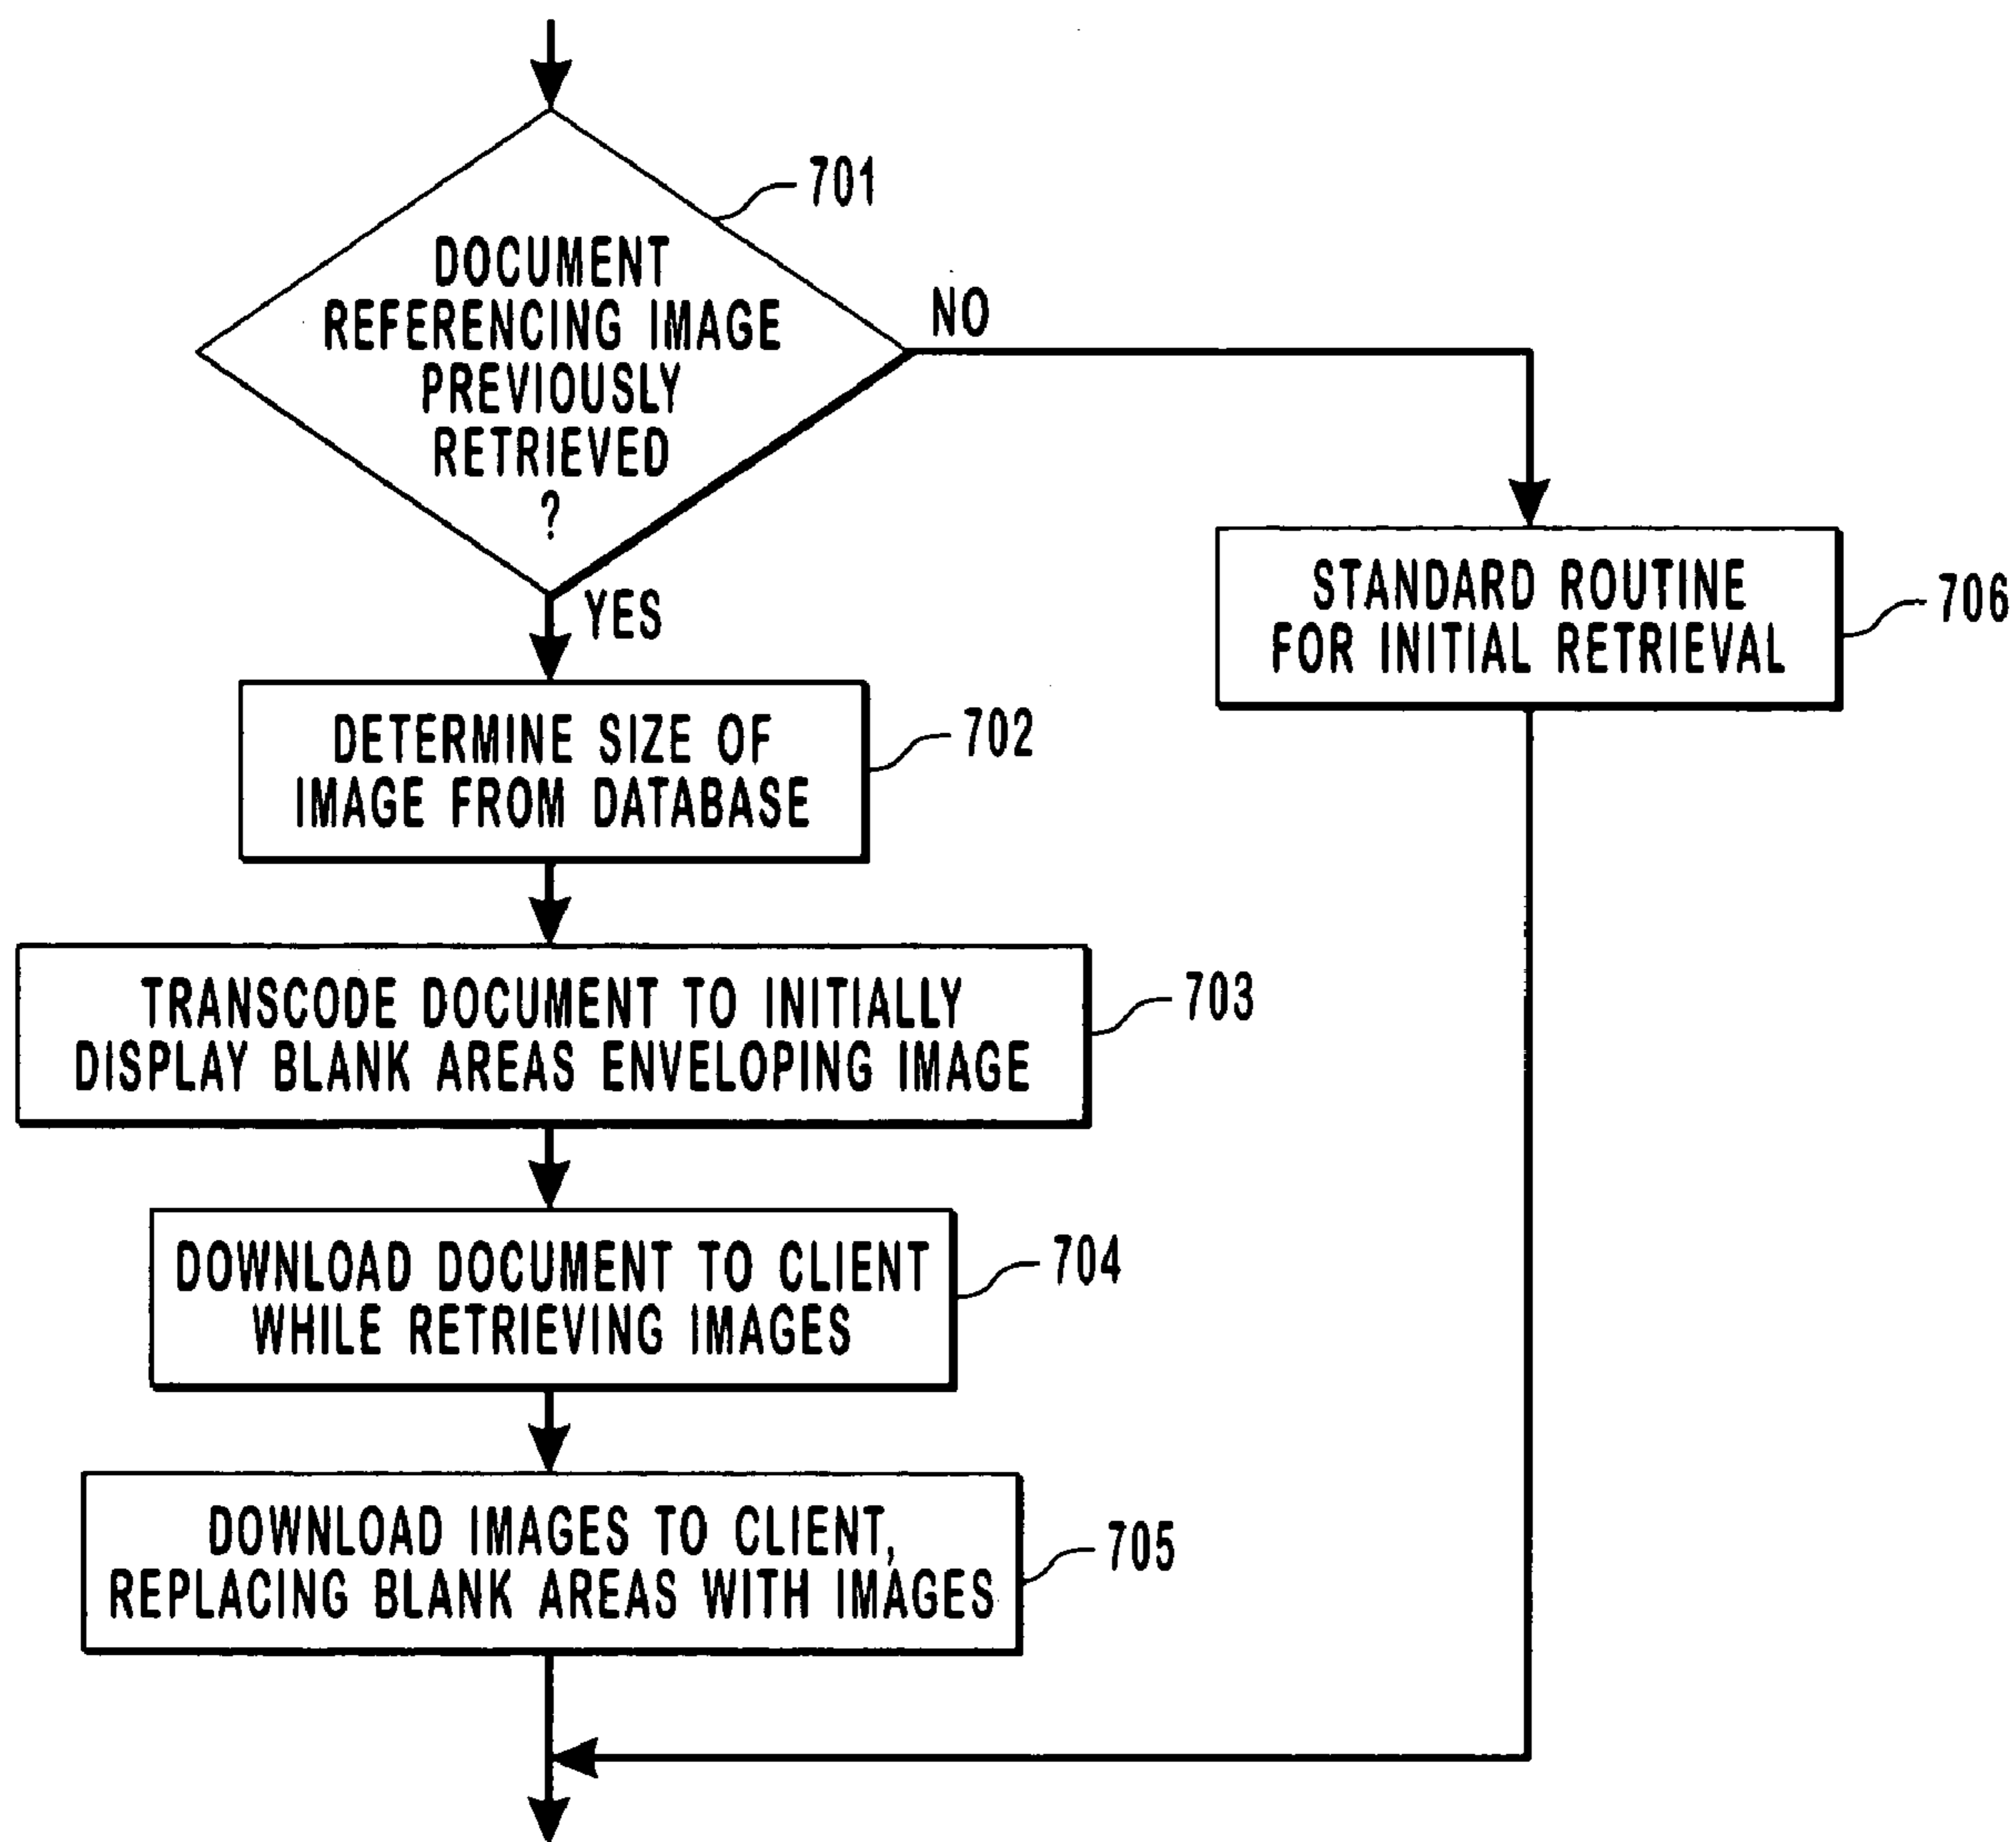 701
DOCUMENT
REFERENCING IMAGE
PREVIOUSLY
RETRIEVED
?
NO
YES
STANDARD ROUTINE
FOR INITIAL RETRIEVAL
706
DETERMINE SIZE OF
IMAGE FROM DATABASE
702
TRANSCODE DOCUMENT TO INITIALLY
DISPLAY BLANK AREAS ENVELOPING IMAGE
703
DOWNLOAD DOCUMENT TO CLIENT
WHILE RETRIEVING IMAGES
704
DOWNLOAD IMAGES TO CLIENT,
REPLACING BLANK AREAS WITH IMAGES
705